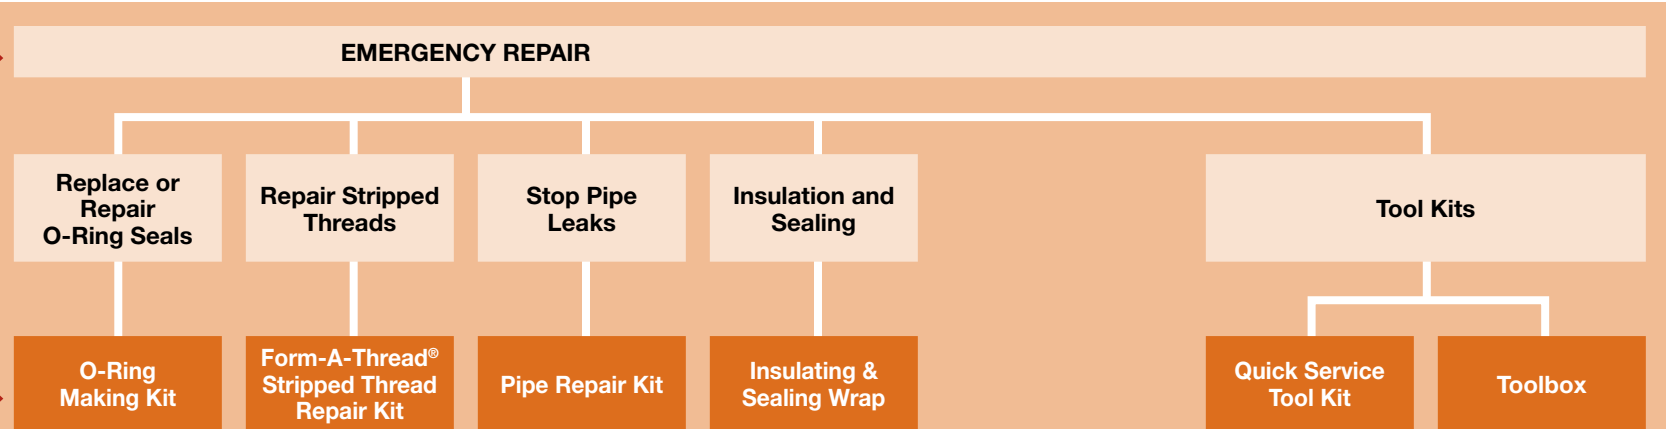 EMERGENCY REPAIR
Replace or
Repair
O-Ring Seals
Repair Stripped
Threads
Stop Pipe
Leaks
Insulation and
Sealing
Tool Kits
O-Ring
Making Kit
Form-A-Thread®
Stripped Thread
Repair Kit
Pipe Repair Kit
Insulating &
Sealing Wrap
Quick Service
Tool Kit
Toolbox